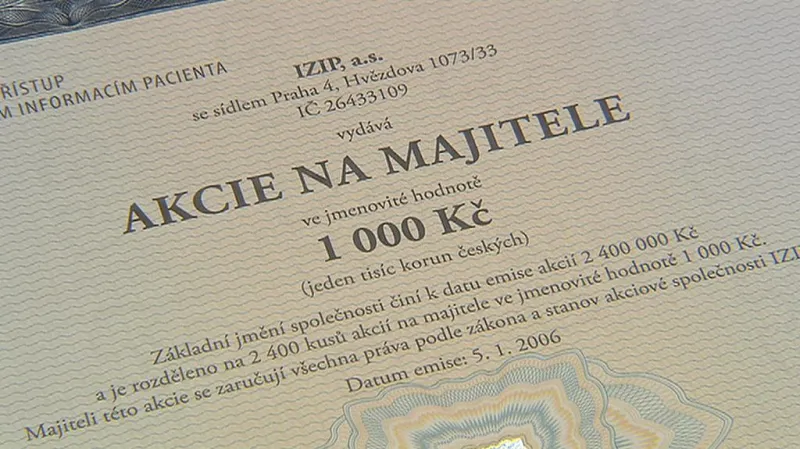 ŘÍSTUP
M INFORMACÍM PACIENTA
IZIP, a.s.
se sídlem Praha 4, Hvězdova 1073/33
IČ 26433109
vydává
AKCIE NA MAJITELE
ve jmenovité hodnotě
1 000 Kč
(jeden tisíc korun českých)
Základní jmění společnosti činí k datu emise akcií 2 400 000 Kč
a je rozděleno na 2 400 kusů akcií na majitele ve jmenovité hodnotě 1 000 Kč.
Majiteli této akcie se zaručují všechna práva podle zákona a stanov akciové společnosti IZI
Datum emise: 5. 1. 2006